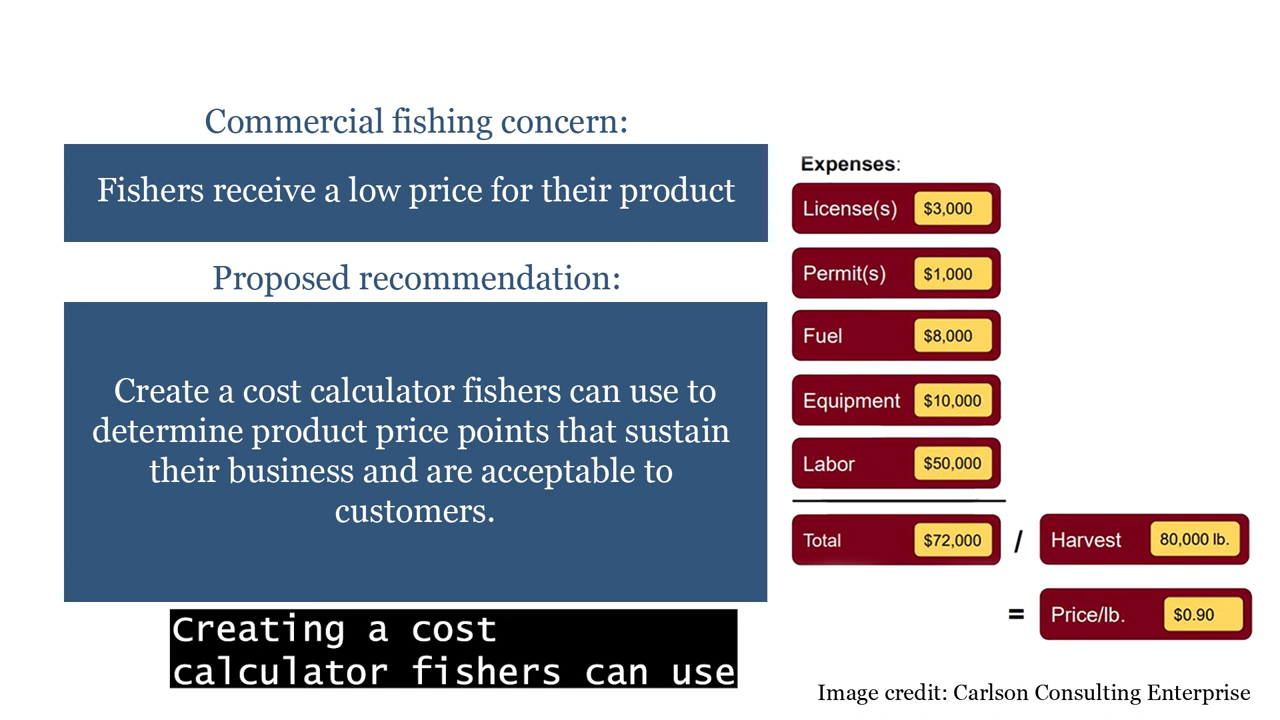 Commercial fishing concern:
Fishers receive a low price for their product
Proposed recommendation:
Create a cost calculator fishers can use to
determine product price points that sustain
their business and are acceptable to
customers.
Creating a cost
calculator fishers can use
Expenses:
License(s) $3,000
Permit(s) $1,000
Fuel $8,000
Equipment $10,000
Labor $50,000
Total $72,000 / Harvest 80,000 lb.
= Price/lb. $0.90
Image credit: Carlson Consulting Enterprise